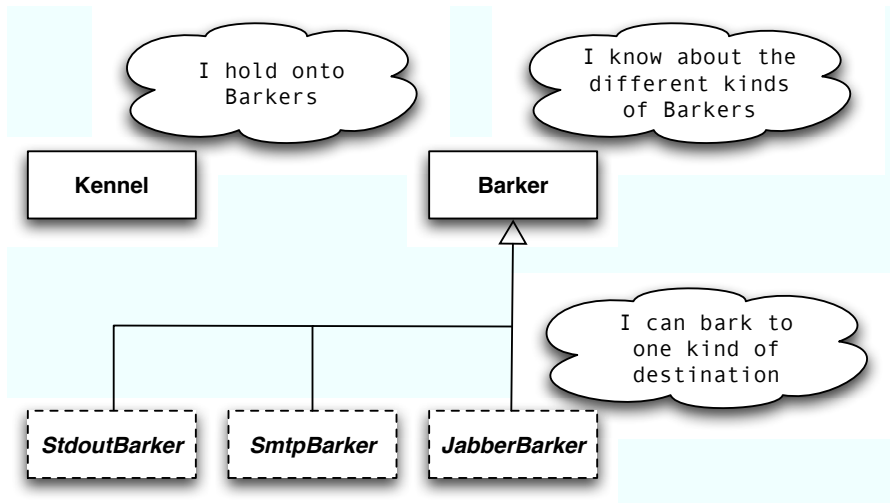 I hold onto
Barkers
I know about the
different kinds
of Barkers
Kennel
Barker
I can bark to
one kind of
destination
StdoutBarker
SmtpBarker
JabberBarker